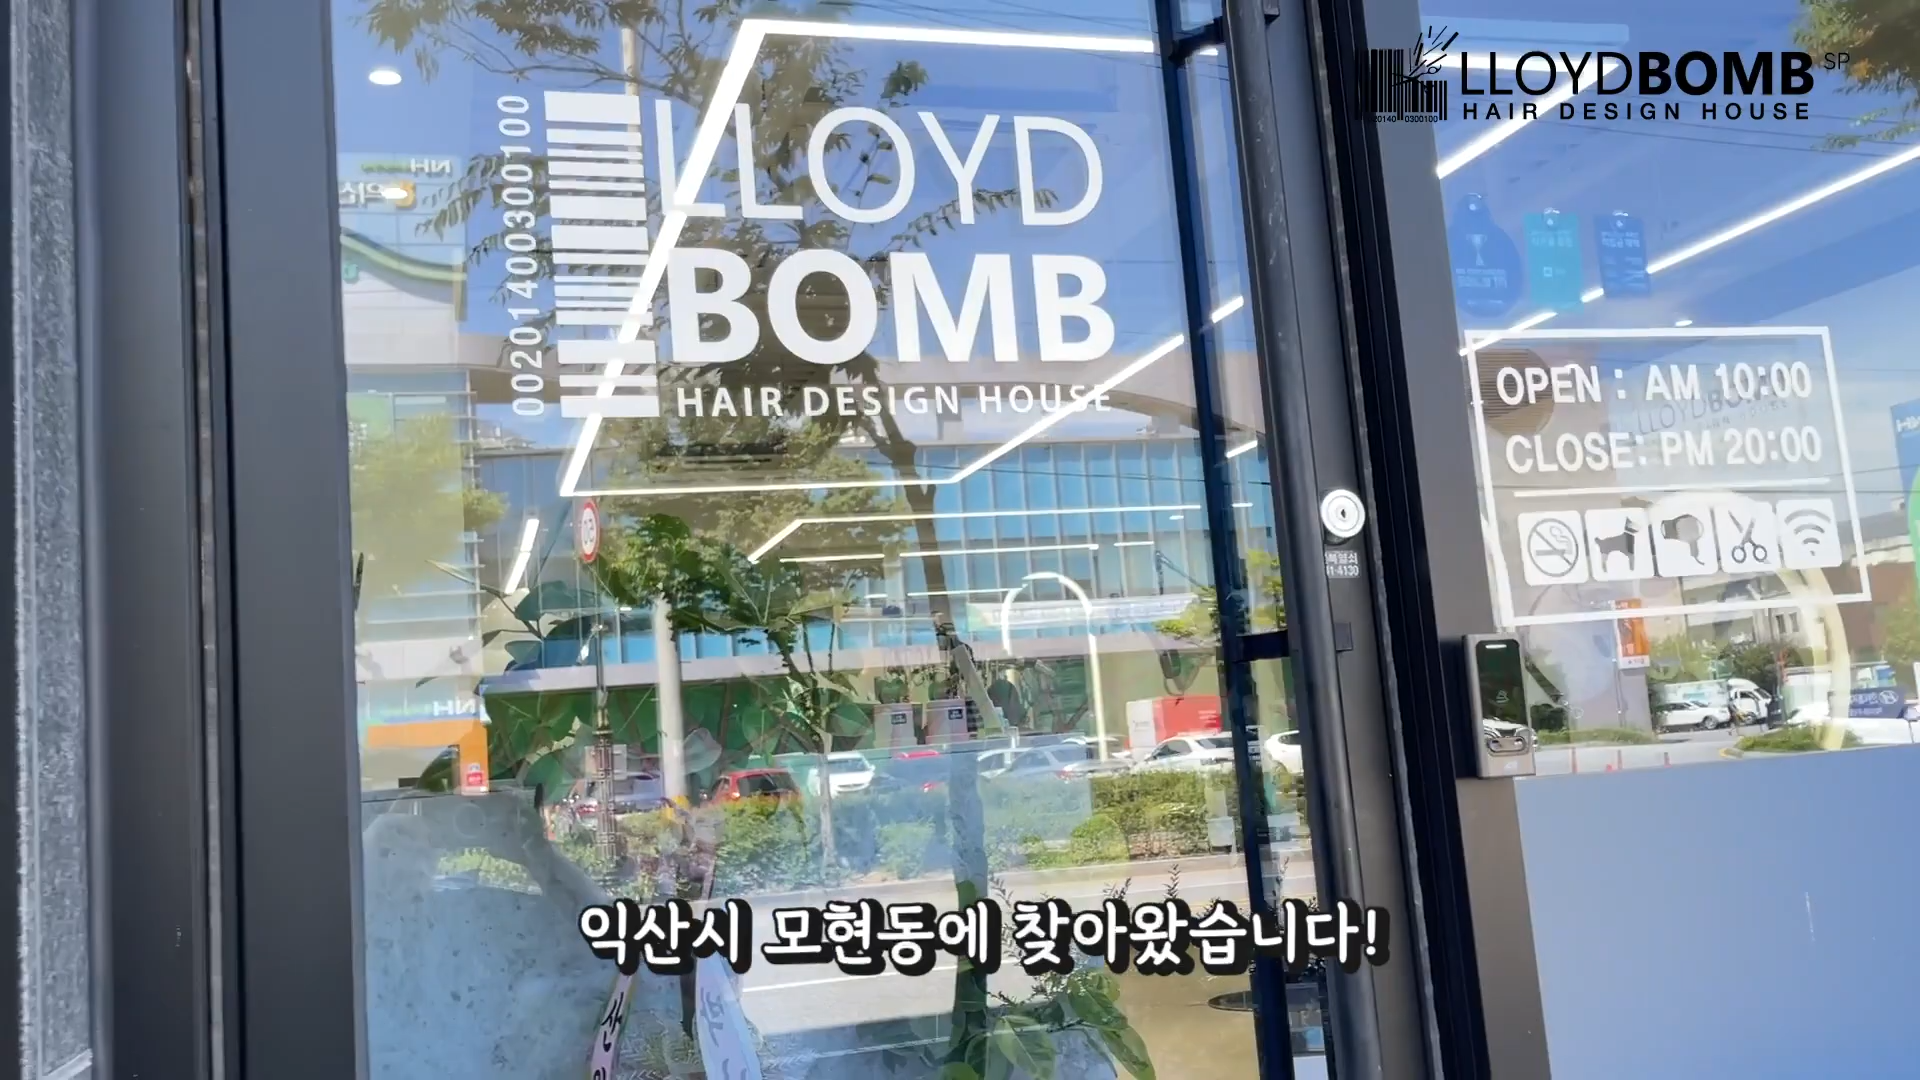 00201400300100
LLOYD
BOMB
HAIR DESIGN HOUSE
LLOYDBOMB SP
HAIR DESIGN HOUSE
OPEN : AM 10:00
CLOSE: PM 20:00
익산시 모현동에 찾아왔습니다!